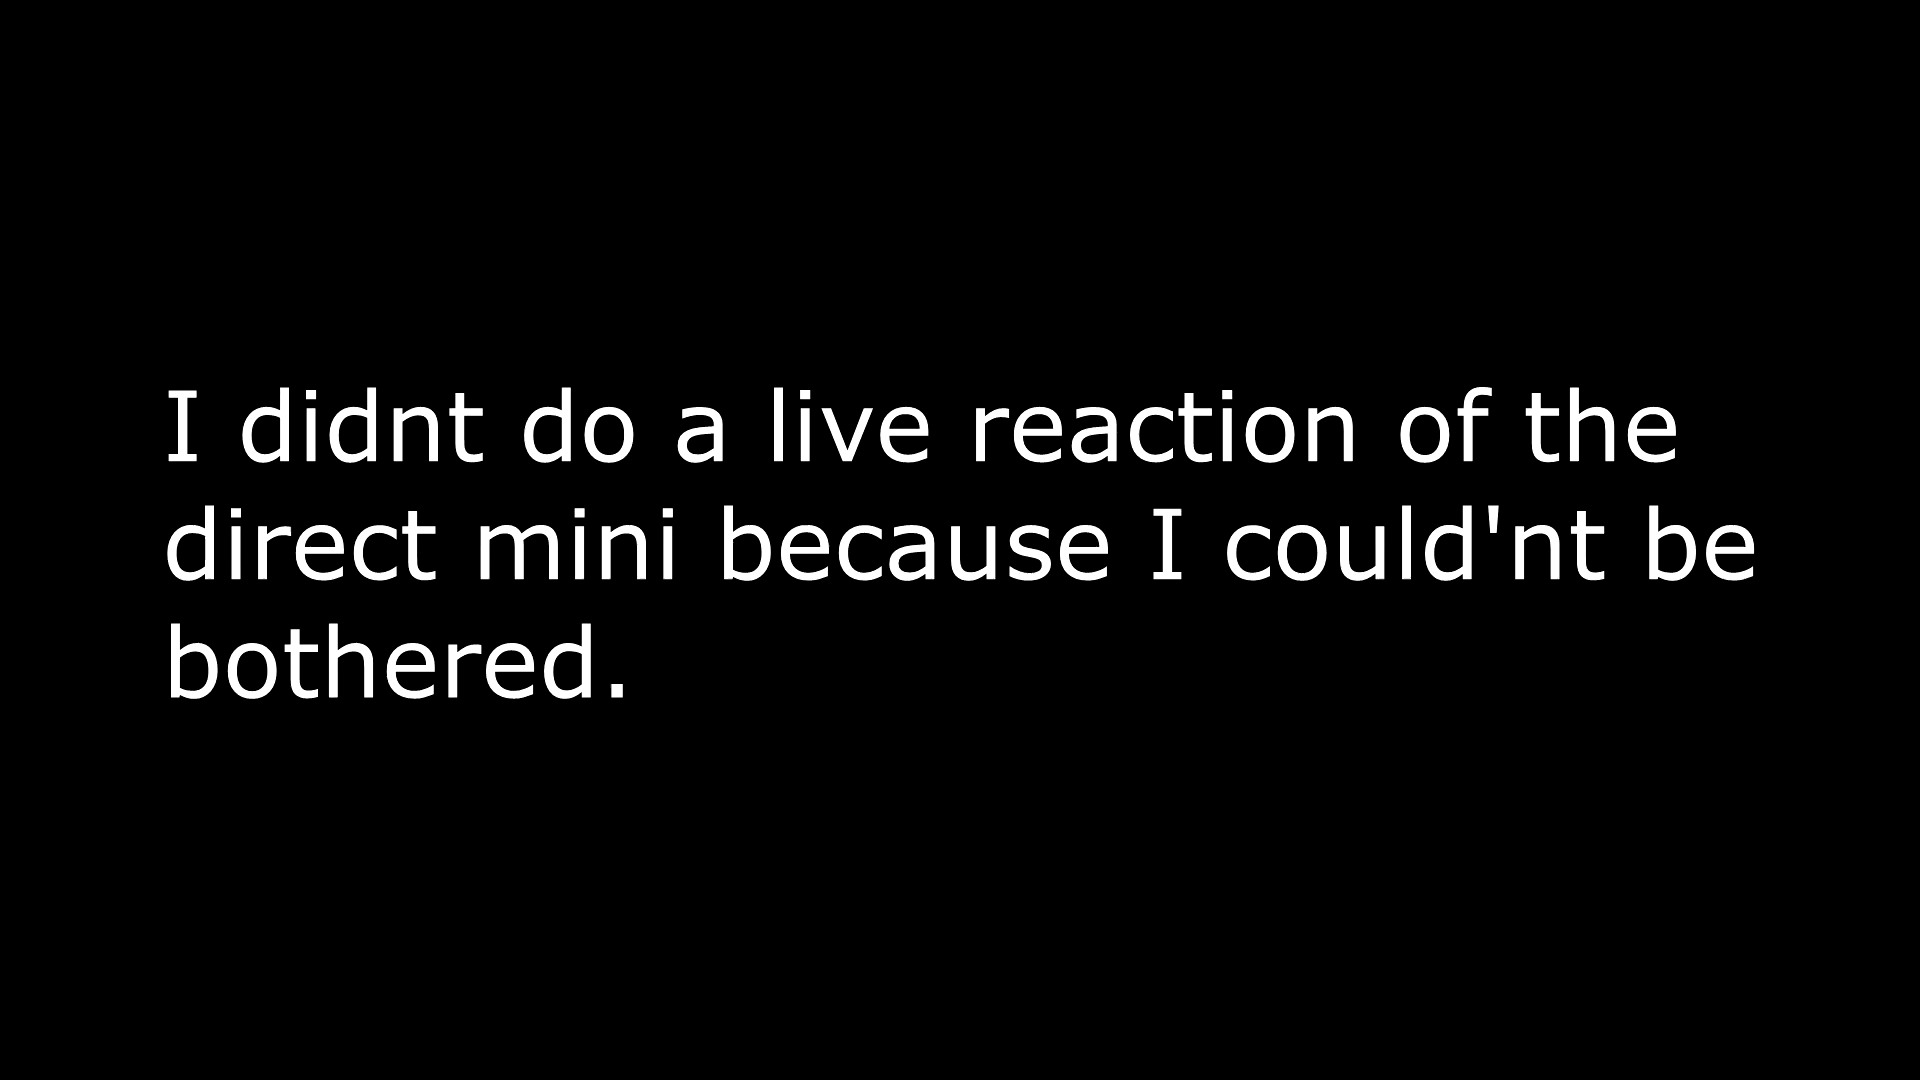 I didnt do a live reaction of the
direct mini because I could'nt be
bothered.